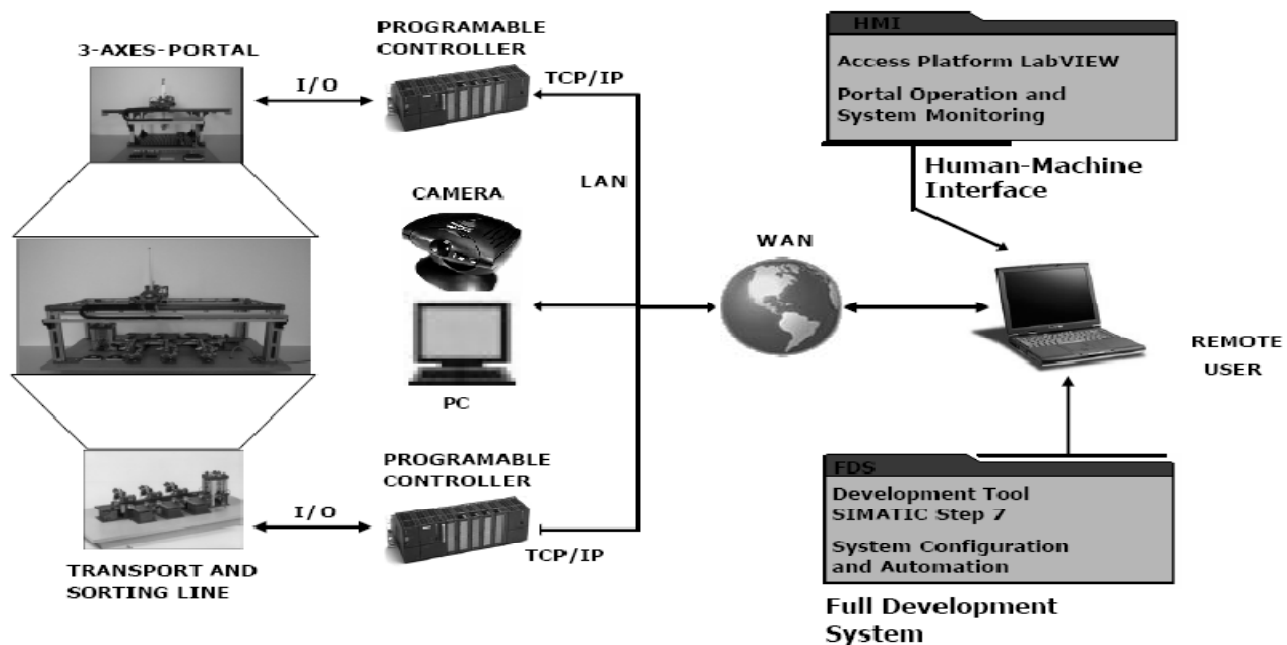 3-AXES-PORTAL
I/O
PROGRAMABLE
CONTROLLER
TCP/IP
LAN
CAMERA
PC
PROGRAMABLE
CONTROLLER
I/O
TCP/IP
TRANSPORT AND
SORTING LINE
WAN
HMI
Access Platform LabVIEW
Portal Operation and
System Monitoring
Human-Machine
Interface
REMOTE
USER
FDS
Development Tool
SIMATIC Step 7
System Configuration
and Automation
Full Development
System